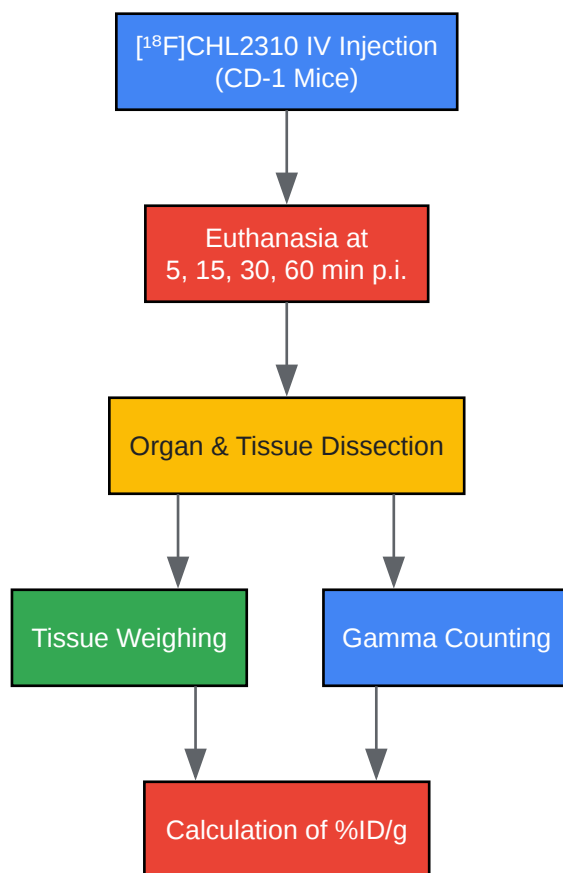 [¹⁸F]CHL2310 IV Injection
(CD-1 Mice)
Euthanasia at
5, 15, 30, 60 min p.i.
Organ & Tissue Dissection
Tissue Weighing
Gamma Counting
Calculation of %ID/g